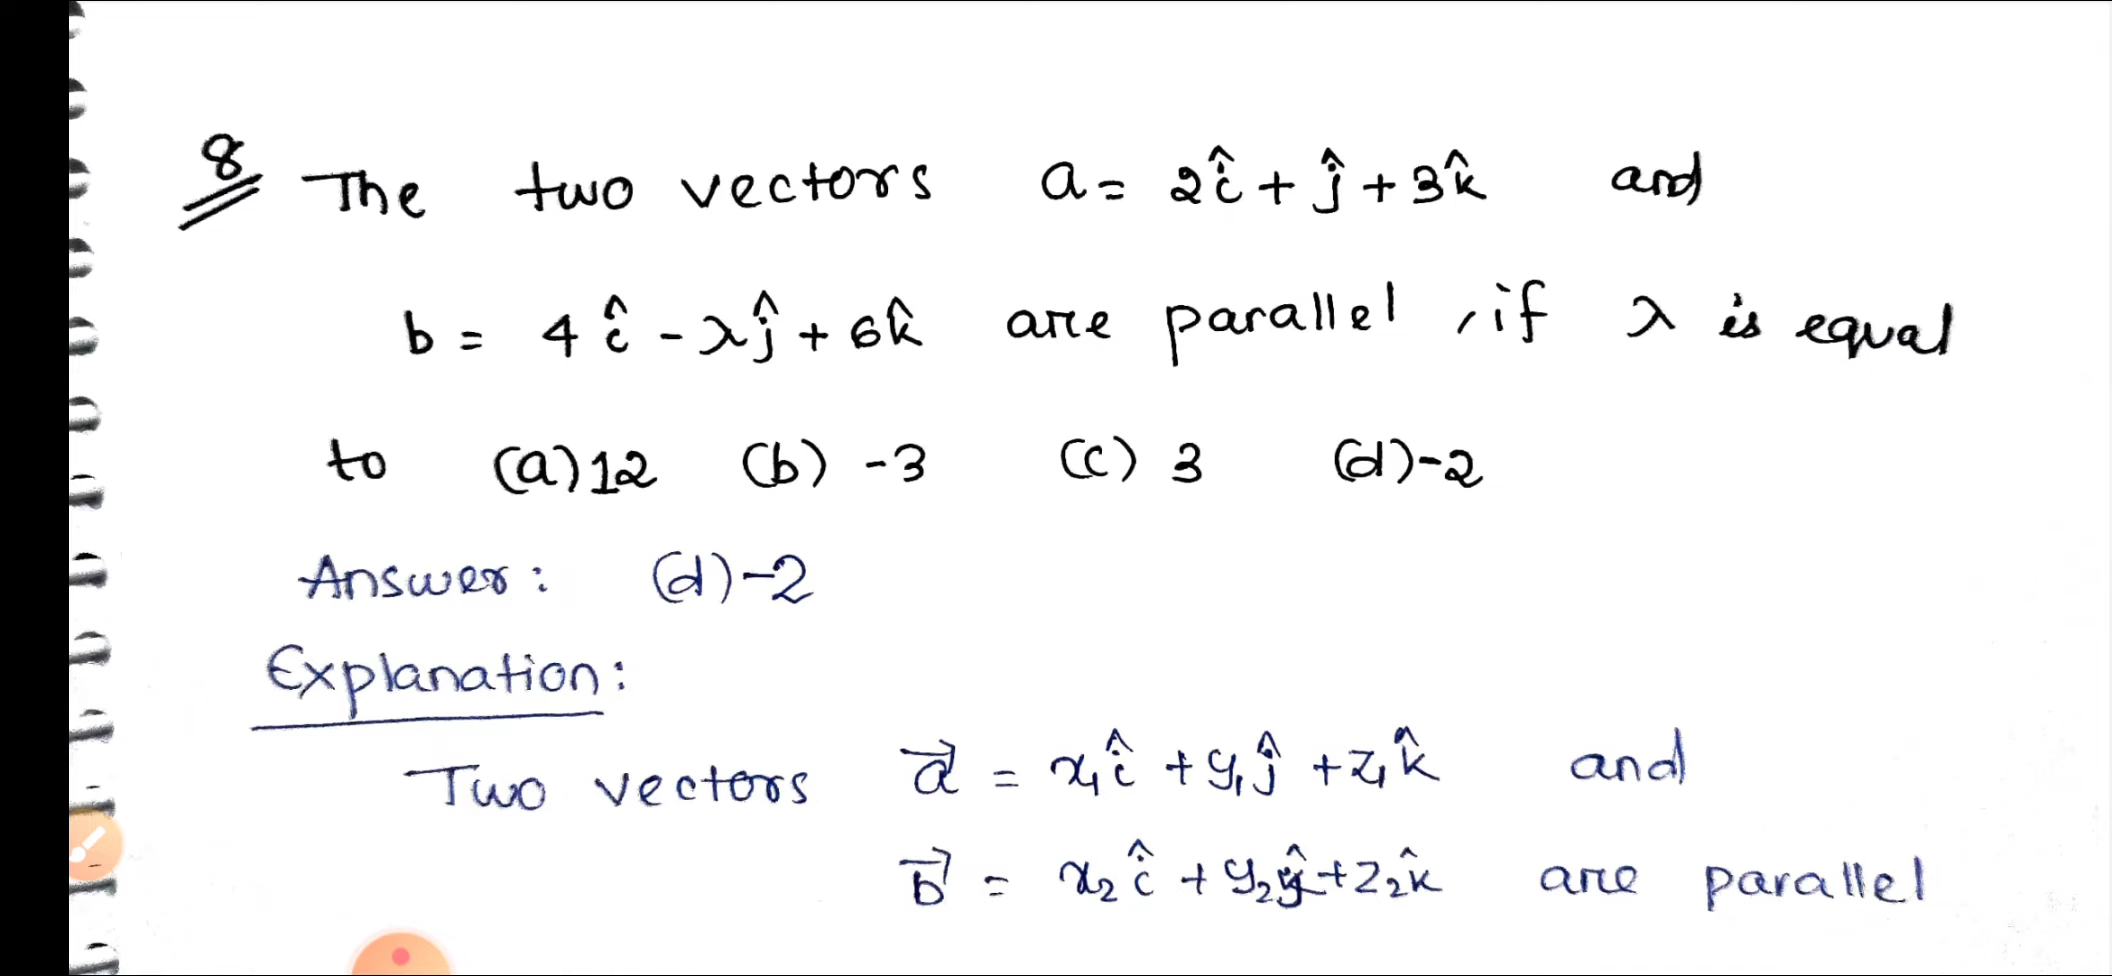 8 The two vectors a = 2î + ĵ + 3k̂ and
b = 4î - λĵ + 6k̂ are parallel, if λ is equal
to (a) 12 (b) -3 (c) 3 (d) -2
Answer: (d) -2
Explanation:
Two vectors a⃗ = x₁î + y₁ĵ + z₁k̂ and
b⃗ = x₂î + y₂ĵ + z₂k̂ are parallel